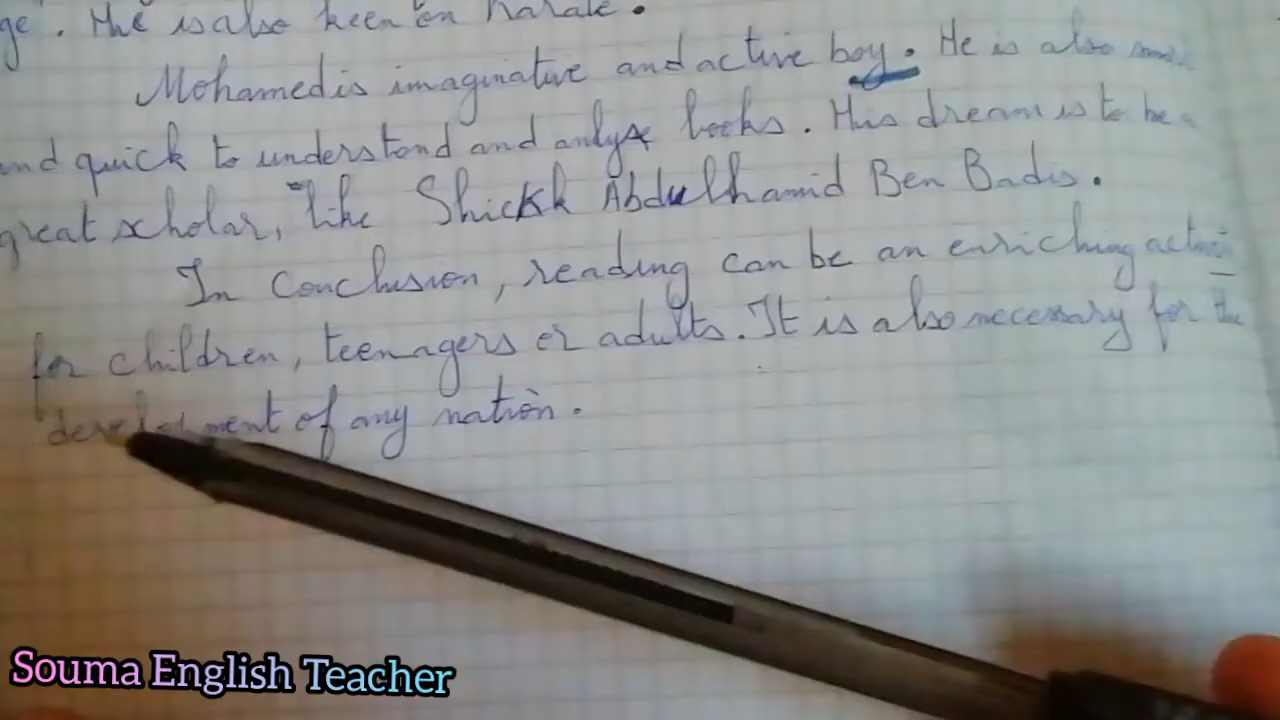 ge. He is also keen on Karate.
Mohamed is imaginative and active boy. He is also
and quick to understand and anlyse books. His dream is to be a
great scholar, like Shickh Abdulhamid Ben Badis.
In Conclusion, reading can be an enriching activi
for children, teenagers or adults. It is also necessary for the
development of any nation.
Souma English Teacher